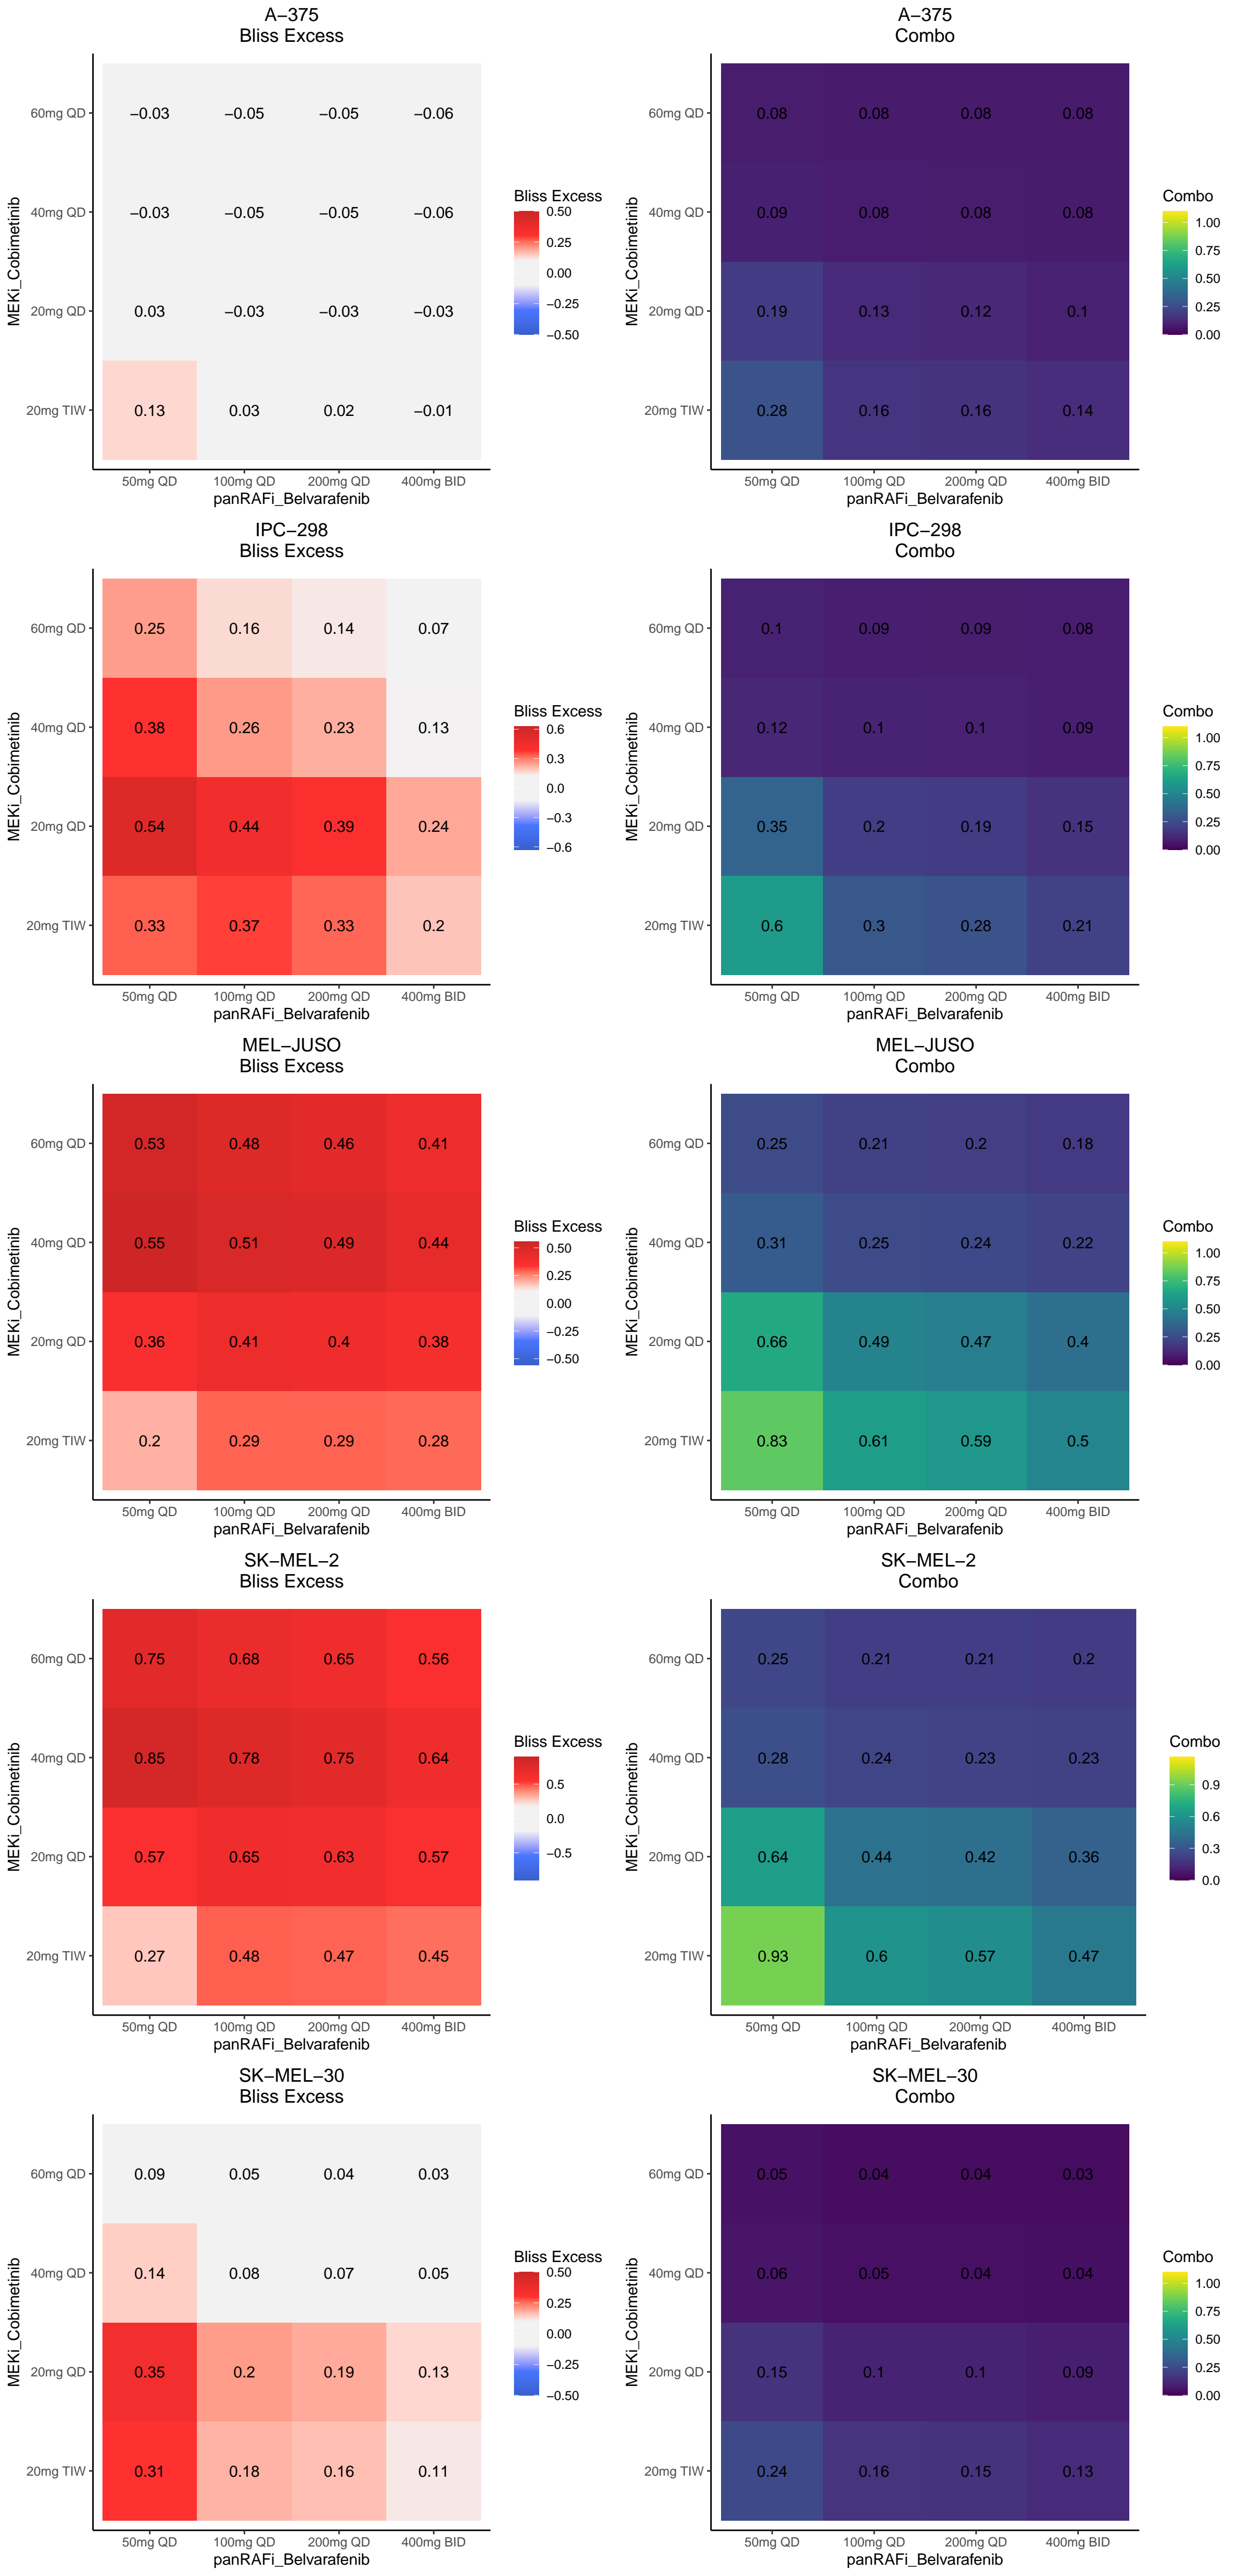 A−375
Bliss Excess
MEKi_Cobimetinib
60mg QD
−0.03 −0.05 −0.05 −0.06
40mg QD
−0.03 −0.05 −0.05 −0.06
20mg QD
0.03 −0.03 −0.03 −0.03
20mg TIW
0.13 0.03 0.02 −0.01
50mg QD 100mg QD 200mg QD 400mg BID
panRAFi_Belvarafenib
Bliss Excess
0.50
0.25
0.00
−0.25
−0.50
A−375
Combo
MEKi_Cobimetinib
60mg QD
0.08 0.08 0.08 0.08
40mg QD
0.09 0.08 0.08 0.08
20mg QD
0.19 0.13 0.12 0.1
20mg TIW
0.28 0.16 0.16 0.14
50mg QD 100mg QD 200mg QD 400mg BID
panRAFi_Belvarafenib
Combo
1.00
0.75
0.50
0.25
0.00
IPC−298
Bliss Excess
MEKi_Cobimetinib
60mg QD
0.25 0.16 0.14 0.07
40mg QD
0.38 0.26 0.23 0.13
20mg QD
0.54 0.44 0.39 0.24
20mg TIW
0.33 0.37 0.33 0.2
50mg QD 100mg QD 200mg QD 400mg BID
panRAFi_Belvarafenib
Bliss Excess
0.6
0.3
0.0
−0.3
−0.6
IPC−298
Combo
MEKi_Cobimetinib
60mg QD
0.1 0.09 0.09 0.08
40mg QD
0.12 0.1 0.1 0.09
20mg QD
0.35 0.2 0.19 0.15
20mg TIW
0.6 0.3 0.28 0.21
50mg QD 100mg QD 200mg QD 400mg BID
panRAFi_Belvarafenib
Combo
1.00
0.75
0.50
0.25
0.00
MEL−JUSO
Bliss Excess
MEKi_Cobimetinib
60mg QD
0.53 0.48 0.46 0.41
40mg QD
0.55 0.51 0.49 0.44
20mg QD
0.36 0.41 0.4 0.38
20mg TIW
0.2 0.29 0.29 0.28
50mg QD 100mg QD 200mg QD 400mg BID
panRAFi_Belvarafenib
Bliss Excess
0.50
0.25
0.00
−0.25
−0.50
MEL−JUSO
Combo
MEKi_Cobimetinib
60mg QD
0.25 0.21 0.2 0.18
40mg QD
0.31 0.25 0.24 0.22
20mg QD
0.66 0.49 0.47 0.4
20mg TIW
0.83 0.61 0.59 0.5
50mg QD 100mg QD 200mg QD 400mg BID
panRAFi_Belvarafenib
Combo
1.00
0.75
0.50
0.25
0.00
SK−MEL−2
Bliss Excess
MEKi_Cobimetinib
60mg QD
0.75 0.68 0.65 0.56
40mg QD
0.85 0.78 0.75 0.64
20mg QD
0.57 0.65 0.63 0.57
20mg TIW
0.27 0.48 0.47 0.45
50mg QD 100mg QD 200mg QD 400mg BID
panRAFi_Belvarafenib
Bliss Excess
0.5
0.0
−0.5
SK−MEL−2
Combo
MEKi_Cobimetinib
60mg QD
0.25 0.21 0.21 0.2
40mg QD
0.28 0.24 0.23 0.23
20mg QD
0.64 0.44 0.42 0.36
20mg TIW
0.93 0.6 0.57 0.47
50mg QD 100mg QD 200mg QD 400mg BID
panRAFi_Belvarafenib
Combo
0.9
0.6
0.3
0.0
SK−MEL−30
Bliss Excess
MEKi_Cobimetinib
60mg QD
0.09 0.05 0.04 0.03
40mg QD
0.14 0.08 0.07 0.05
20mg QD
0.35 0.2 0.19 0.13
20mg TIW
0.31 0.18 0.16 0.11
50mg QD 100mg QD 200mg QD 400mg BID
panRAFi_Belvarafenib
Bliss Excess
0.50
0.25
0.00
−0.25
−0.50
SK−MEL−30
Combo
MEKi_Cobimetinib
60mg QD
0.05 0.04 0.04 0.03
40mg QD
0.06 0.05 0.04 0.04
20mg QD
0.15 0.1 0.1 0.09
20mg TIW
0.24 0.16 0.15 0.13
50mg QD 100mg QD 200mg QD 400mg BID
panRAFi_Belvarafenib
Combo
1.00
0.75
0.50
0.25
0.00